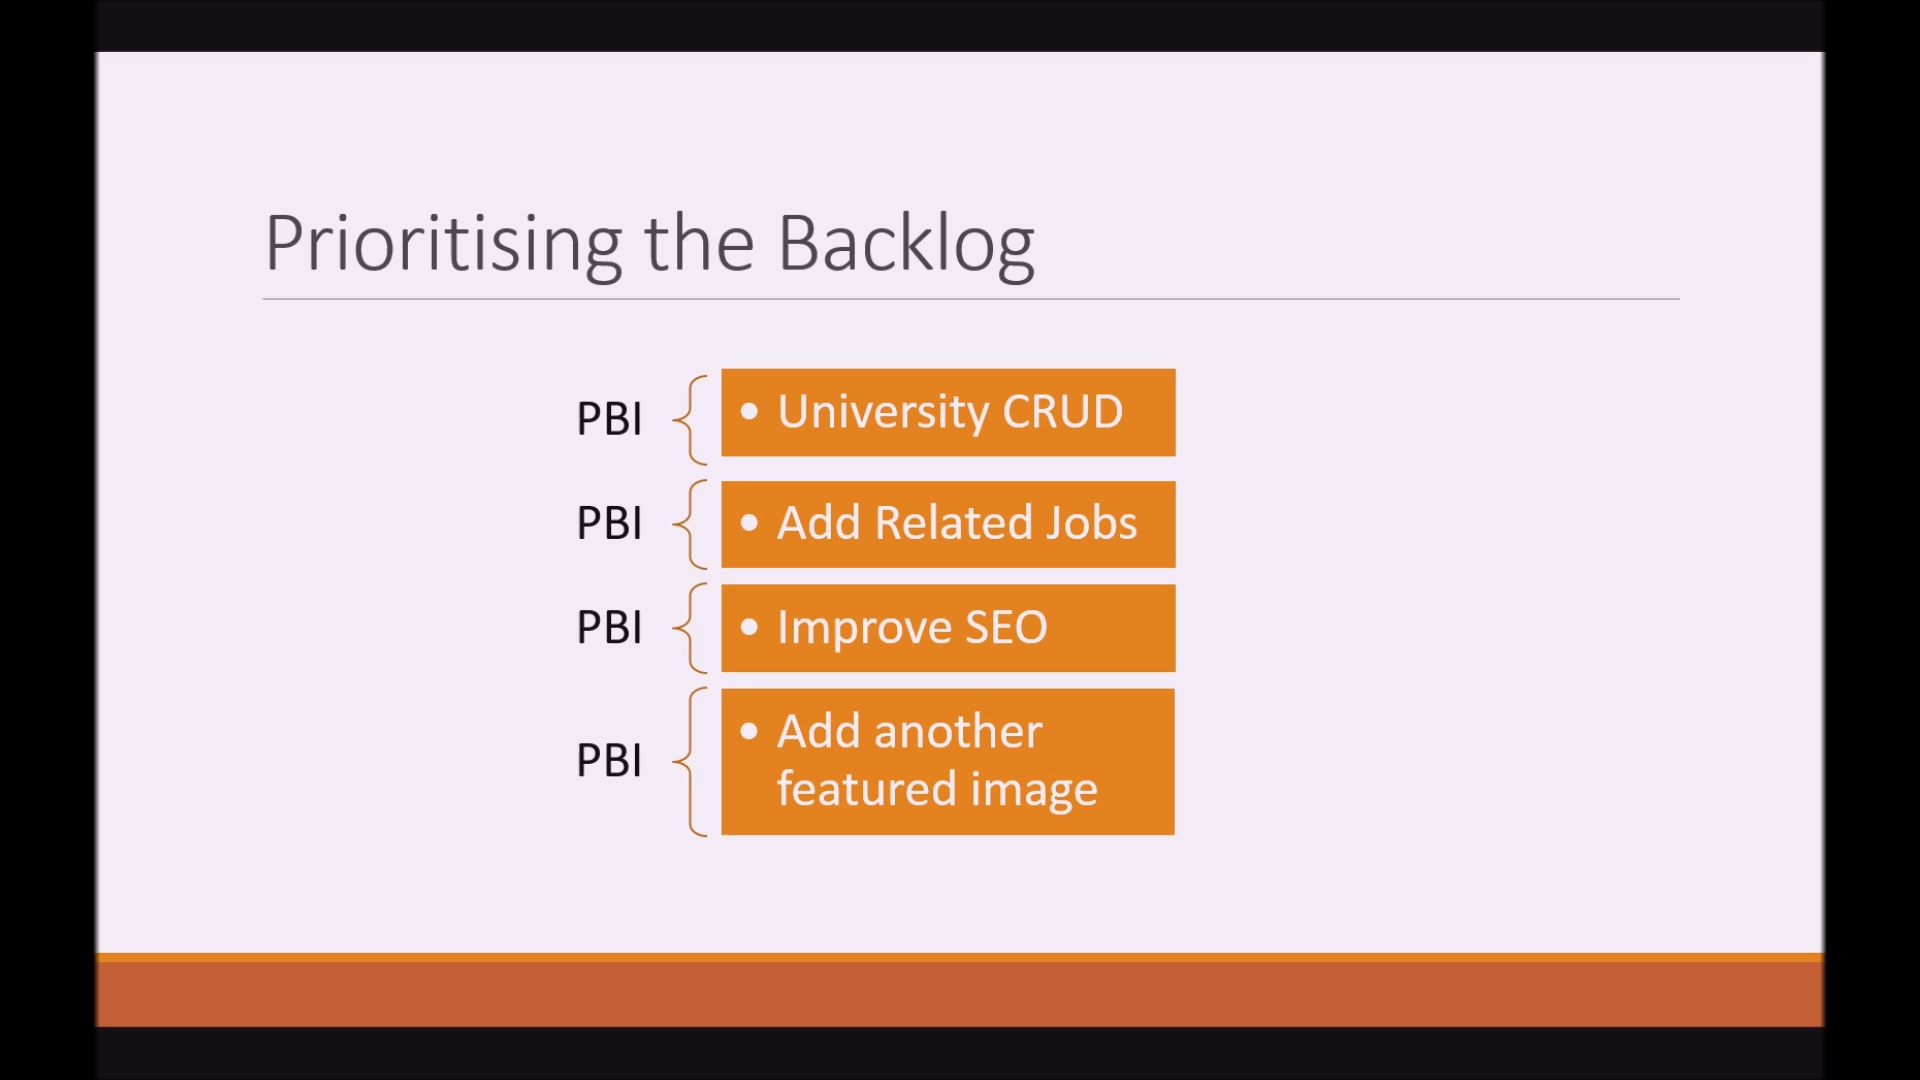 Prioritising the Backlog
PBI
• University CRUD
PBI
• Add Related Jobs
PBI
• Improve SEO
PBI
• Add another
featured image